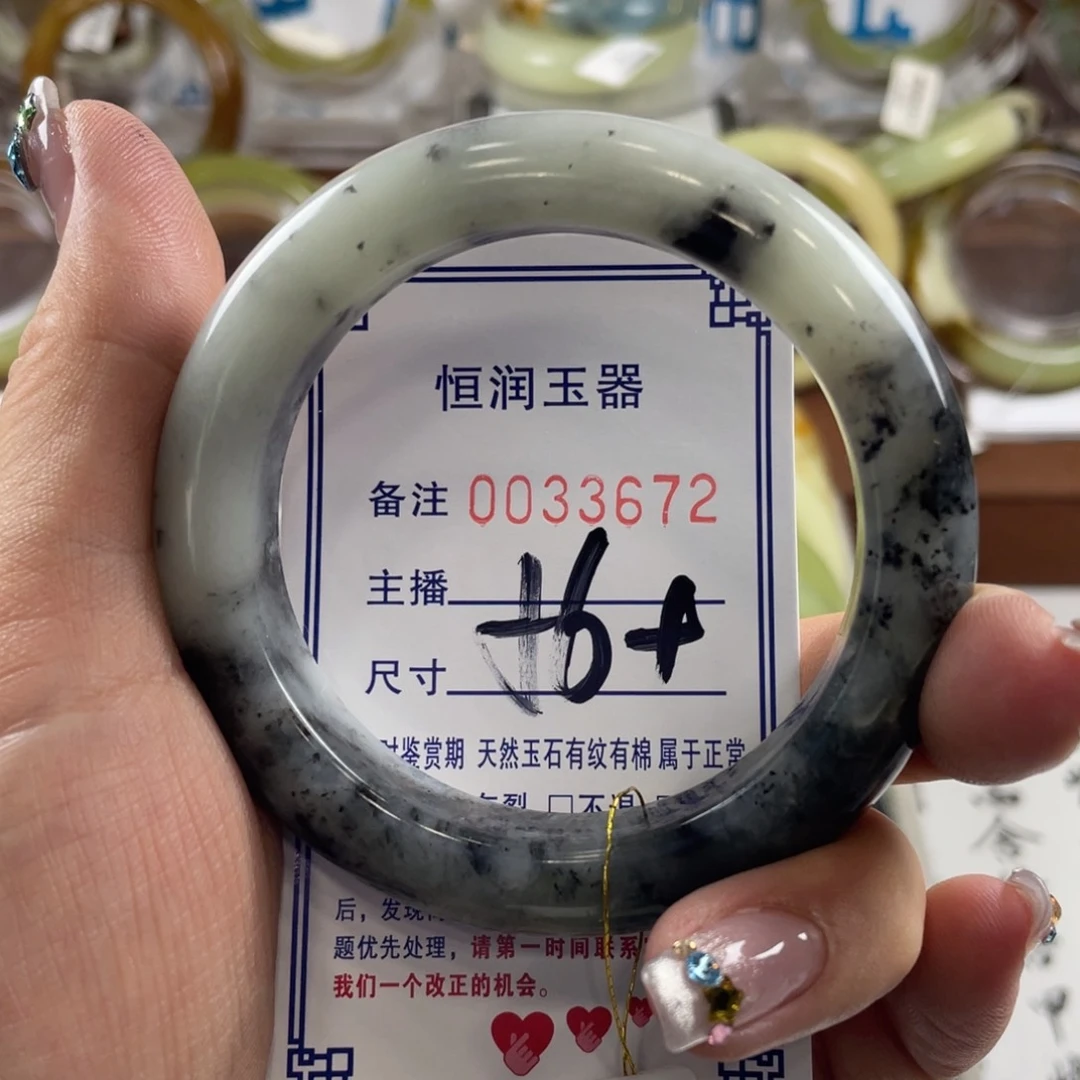 恒润玉器
备注 0033672
主播
尺寸
鉴赏期 天然玉石有纹有棉 属于正常
后，发现
题优先处理，请第一时间联系
我们一个改正的机会。